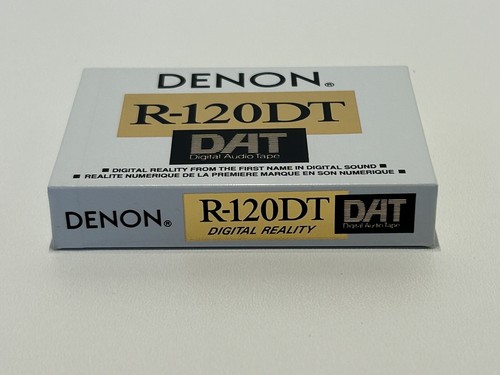 DENON®
R-120DT
DAT
Digital Audio Tape
■ DIGITAL REALITY FROM THE FIRST NAME IN DIGITAL SOUND ■
■ REALITE NUMERIQUE DE LA PREMIERE MARQUE EN SON NUMERIQUE ■
DENON®
R-120DT
DIGITAL REALITY
DAT
Digital Audio Tape